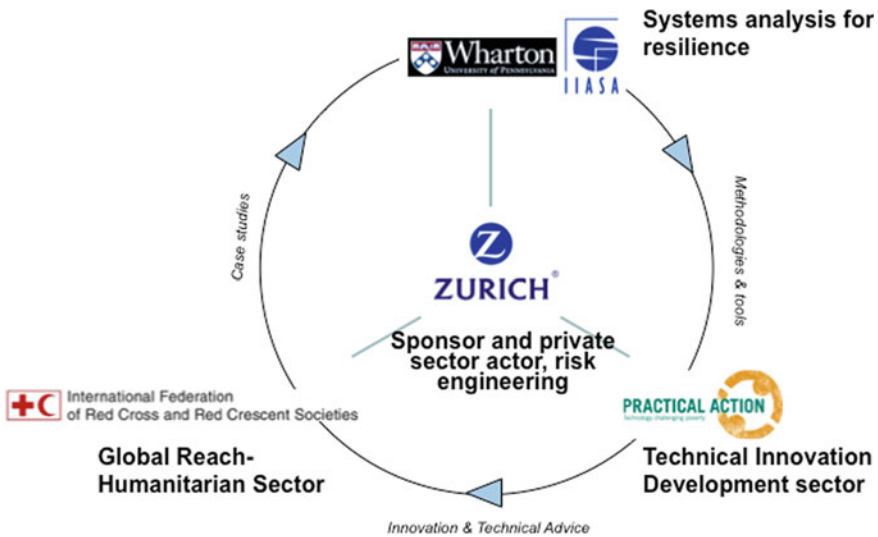 Systems analysis for
resilience
Wharton
UNIVERSITY of PENNSYLVANIA
IIASA
Case studies
Methodologies & tools
Z
ZURICH®
Sponsor and private
sector actor, risk
engineering
International Federation
of Red Cross and Red Crescent Societies
Global Reach-
Humanitarian Sector
PRACTICAL ACTION
Technology challenging poverty
Technical Innovation
Development sector
Innovation & Technical Advice